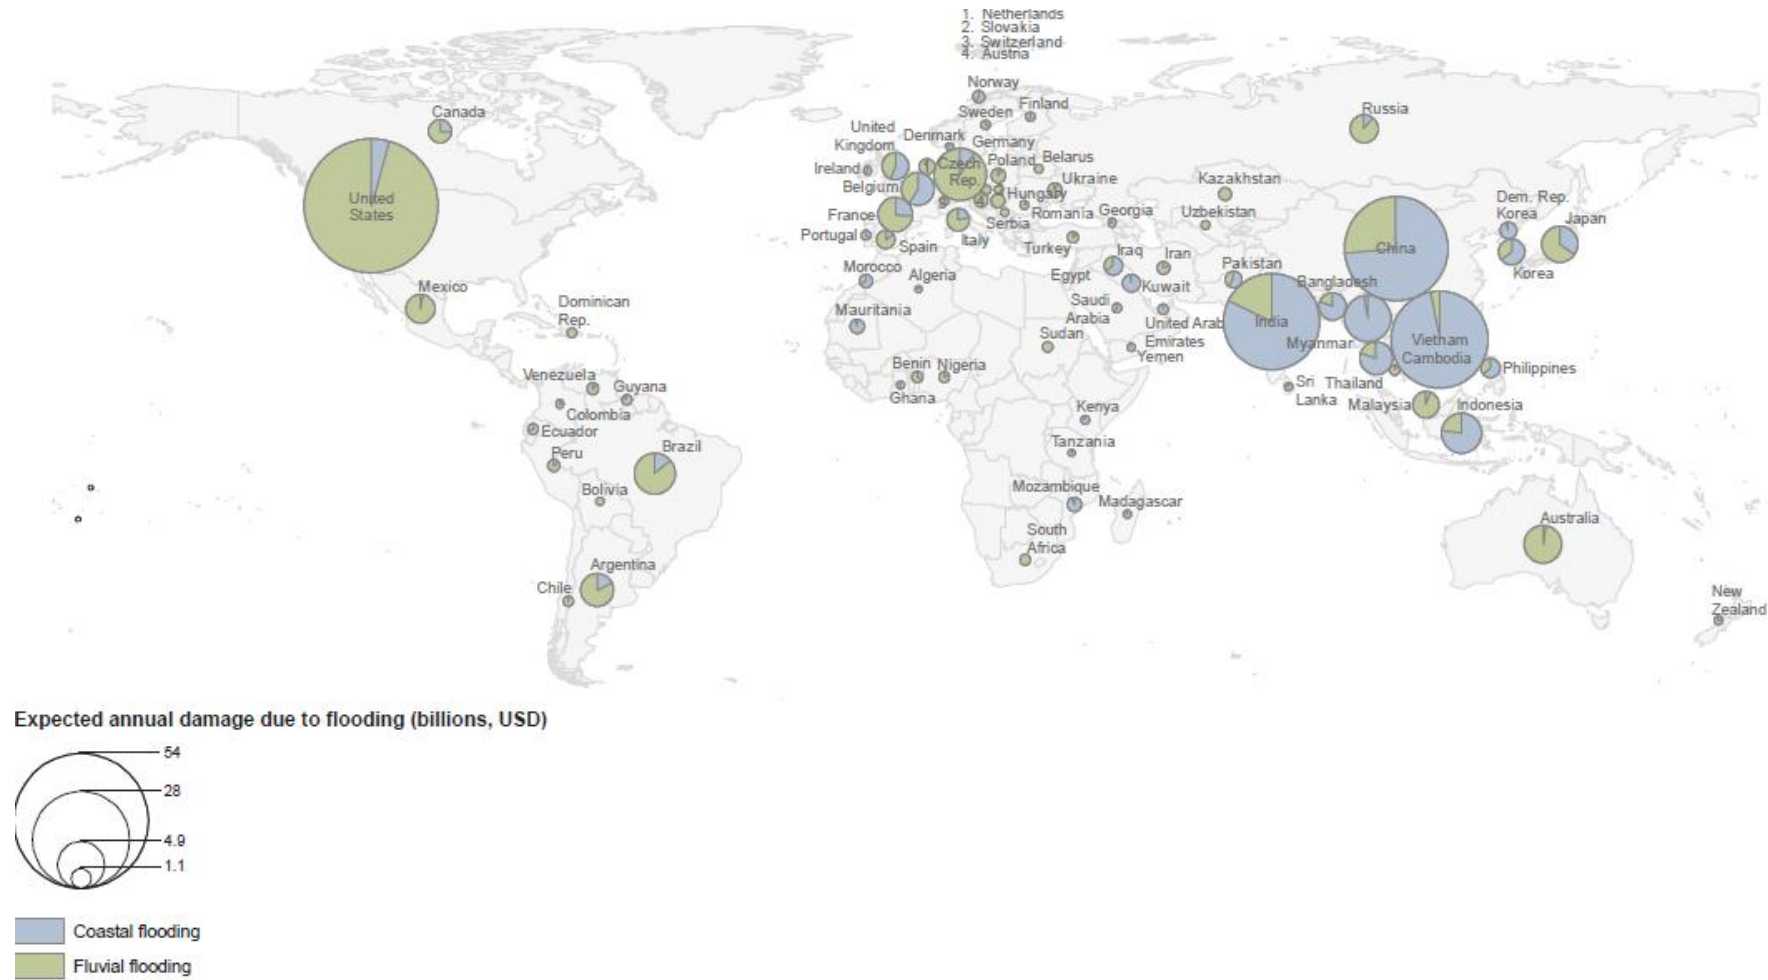 1. Netherlands
2. Slovakia
3. Switzerland
4. Austria
Norway
Canada
Sweden
Finland
Russia
United
Kingdom
Denmark
Germany
Ireland
Czech
Rep.
Poland
Belarus
Belgium
Ukraine
Hungary
Kazakhstan
United
States
France
Serbia
Romania
Georgia
Uzbekistan
Dem. Rep.
Korea
Japan
Portugal
Spain
Italy
Turkey
Iraq
Iran
China
Korea
Morocco
Algeria
Egypt
Kuwait
Pakistan
Bangladesh
Mexico
Dominican
Rep.
Mauritania
Saudi
Arabia
United Arab
Emirates
India
Sudan
Yemen
Myanmar
Vietnam
Cambodia
Venezuela
Guyana
Benin
Nigeria
Ghana
Sri
Lanka
Thailand
Philippines
Colombia
Ecuador
Kenya
Malaysia
Indonesia
Peru
Brazil
Tanzania
Bolivia
Mozambique
Madagascar
South
Africa
Australia
Chile
Argentina
New
Zealand
Expected annual damage due to flooding (billions, USD)
54
28
4.9
1.1
Coastal flooding
Fluvial flooding